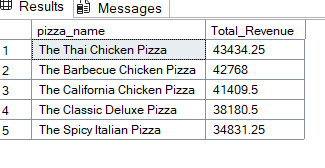 Results Messages
pizza_name Total_Revenue
1 The Thai Chicken Pizza 43434.25
2 The Barbecue Chicken Pizza 42768
3 The California Chicken Pizza 41409.5
4 The Classic Deluxe Pizza 38180.5
5 The Spicy Italian Pizza 34831.25